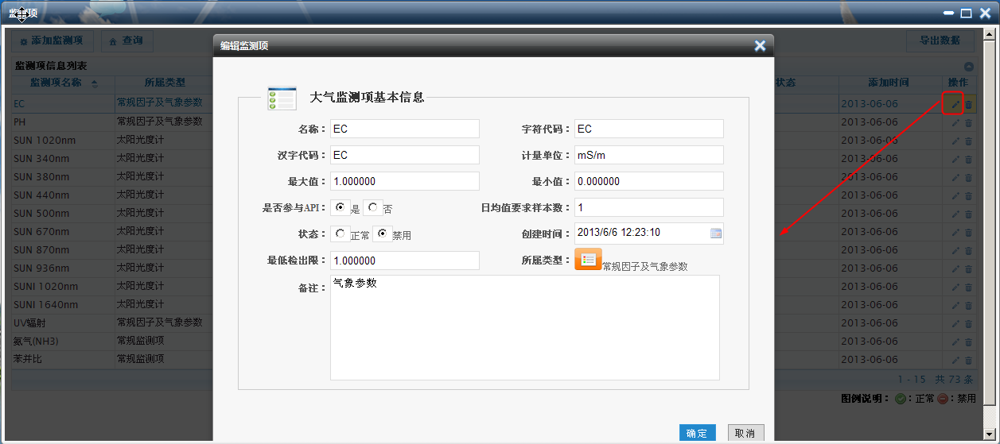 监测项
添加监测项 查询 导出数据
监测项信息列表
监测项名称 所属类型 状态 添加时间 操作
EC 常规因子及气象参数 2013-06-06
PH 常规因子及气象参数 2013-06-06
SUN 1020nm 太阳光度计 2013-06-06
SUN 340nm 太阳光度计 2013-06-06
SUN 380nm 太阳光度计 2013-06-06
SUN 440nm 太阳光度计 2013-06-06
SUN 500nm 太阳光度计 2013-06-06
SUN 670nm 太阳光度计 2013-06-06
SUN 870nm 太阳光度计 2013-06-06
SUN 936nm 太阳光度计 2013-06-06
SUNI 1020nm 太阳光度计 2013-06-06
SUNI 1640nm 太阳光度计 2013-06-06
UV辐射 常规因子及气象参数 2013-06-06
氨气(NH3) 常规监测项 2013-06-06
苯并比 常规监测项 2013-06-06
1 - 15 共 73 条
图例说明： ：正常 ：禁用
编辑监测项
大气监测项基本信息
名称： EC 字符代码： EC
汉字代码： EC 计量单位： mS/m
最大值： 1.000000 最小值： 0.000000
是否参与API： 是 否 日均值要求样本数： 1
状态： 正常 禁用 创建时间： 2013/6/6 12:23:10
最低检出限： 1.000000 所属类型： 常规因子及气象参数
备注： 气象参数
确定 取消